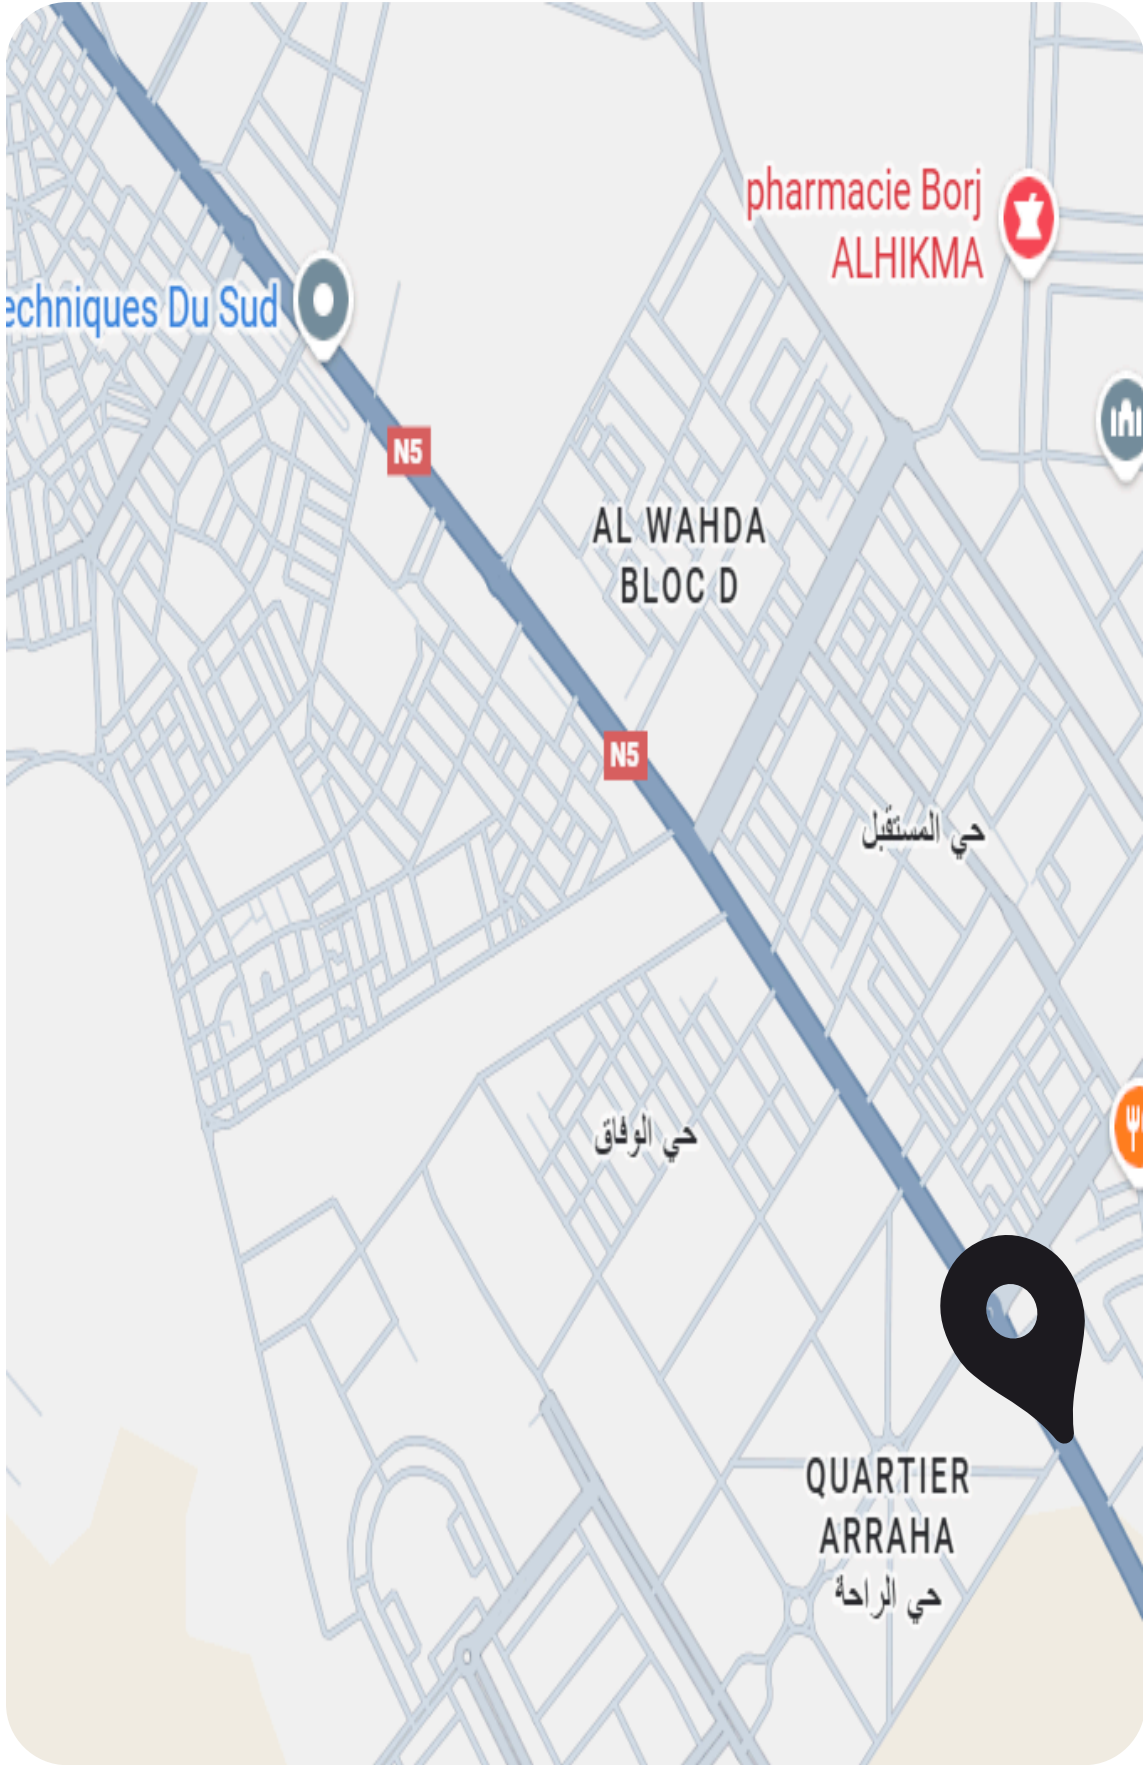 pharmacie Borj
ALHIKMA
echniques Du Sud
N5
AL WAHDA
BLOC D
N5
حي المستقبل
حي الوفاق
QUARTIER
ARRAHA
حي الراحة